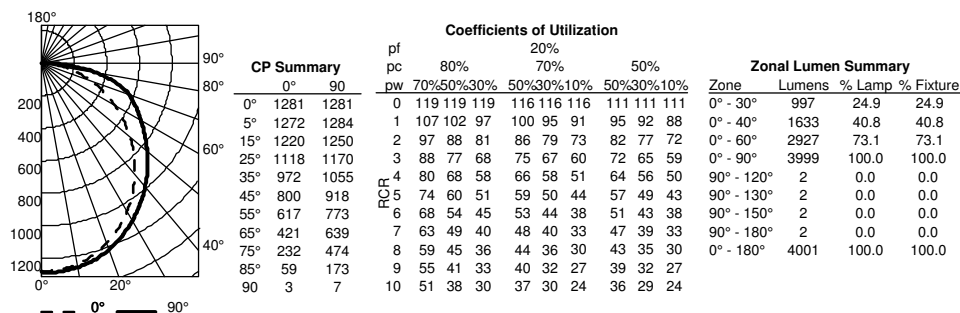 180°
90°
80°
60°
40°
200
400
600
800
1000
1200
0° 20°
0° 90°
CP Summary
0° 90
0° 1281 1281
5° 1272 1284
15° 1220 1250
25° 1118 1170
35° 972 1055
45° 800 918
55° 617 773
65° 421 639
75° 232 474
85° 59 173
90 3 7
Coefficients of Utilization
pf 20%
pc 80% 70% 50%
pw 70%50%30% 50%30%10% 50%30%10%
RCR
0 119 119 119 116 116 116 111 111 111
1 107 102 97 100 95 91 95 92 88
2 97 88 81 86 79 73 82 77 72
3 88 77 68 75 67 60 72 65 59
4 80 68 58 66 58 51 64 56 50
5 74 60 51 59 50 44 57 49 43
6 68 54 45 53 44 38 51 43 38
7 63 49 40 48 40 33 47 39 33
8 59 45 36 44 36 30 43 35 30
9 55 41 33 40 32 27 39 32 27
10 51 38 30 37 30 24 36 29 24
Zonal Lumen Summary
Zone Lumens % Lamp % Fixture
0° - 30° 997 24.9 24.9
0° - 40° 1633 40.8 40.8
0° - 60° 2927 73.1 73.1
0° - 90° 3999 100.0 100.0
90° - 120° 2 0.0 0.0
90° - 130° 2 0.0 0.0
90° - 150° 2 0.0 0.0
90° - 180° 2 0.0 0.0
0° - 180° 4001 100.0 100.0